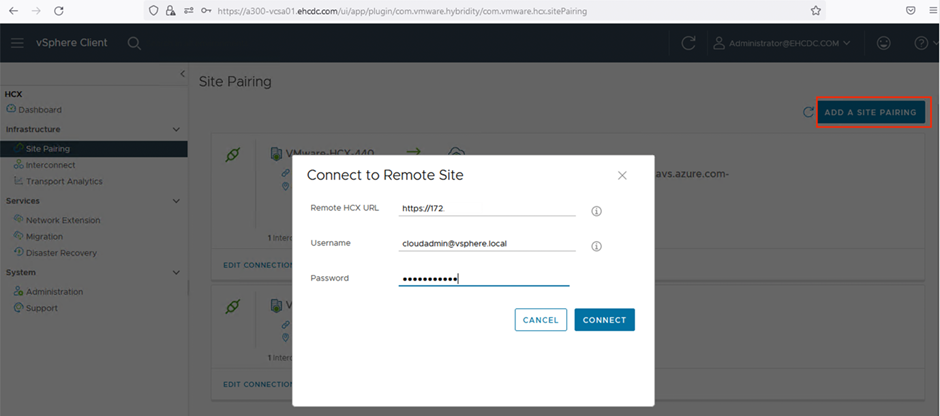 https://a300-vcsa01.ehcdc.com/ui/app/plugin/com.vmware.hybridity/com.vmware.hcx.sitePairing
vSphere Client
Administrator@EHCDC.COM
Site Pairing
HCX
Dashboard
Infrastructure
Site Pairing
Interconnect
Transport Analytics
Services
Network Extension
Migration
Disaster Recovery
System
Administration
Support
ADD A SITE PAIRING
VMware-HCX-440
avs.azure.com-
1
EDIT CONNECTION
1
EDIT CONNECTION
Connect to Remote Site
Remote HCX URL https://172.
Username cloudadmin@vsphere.local
Password •••••••••••
CANCEL CONNECT